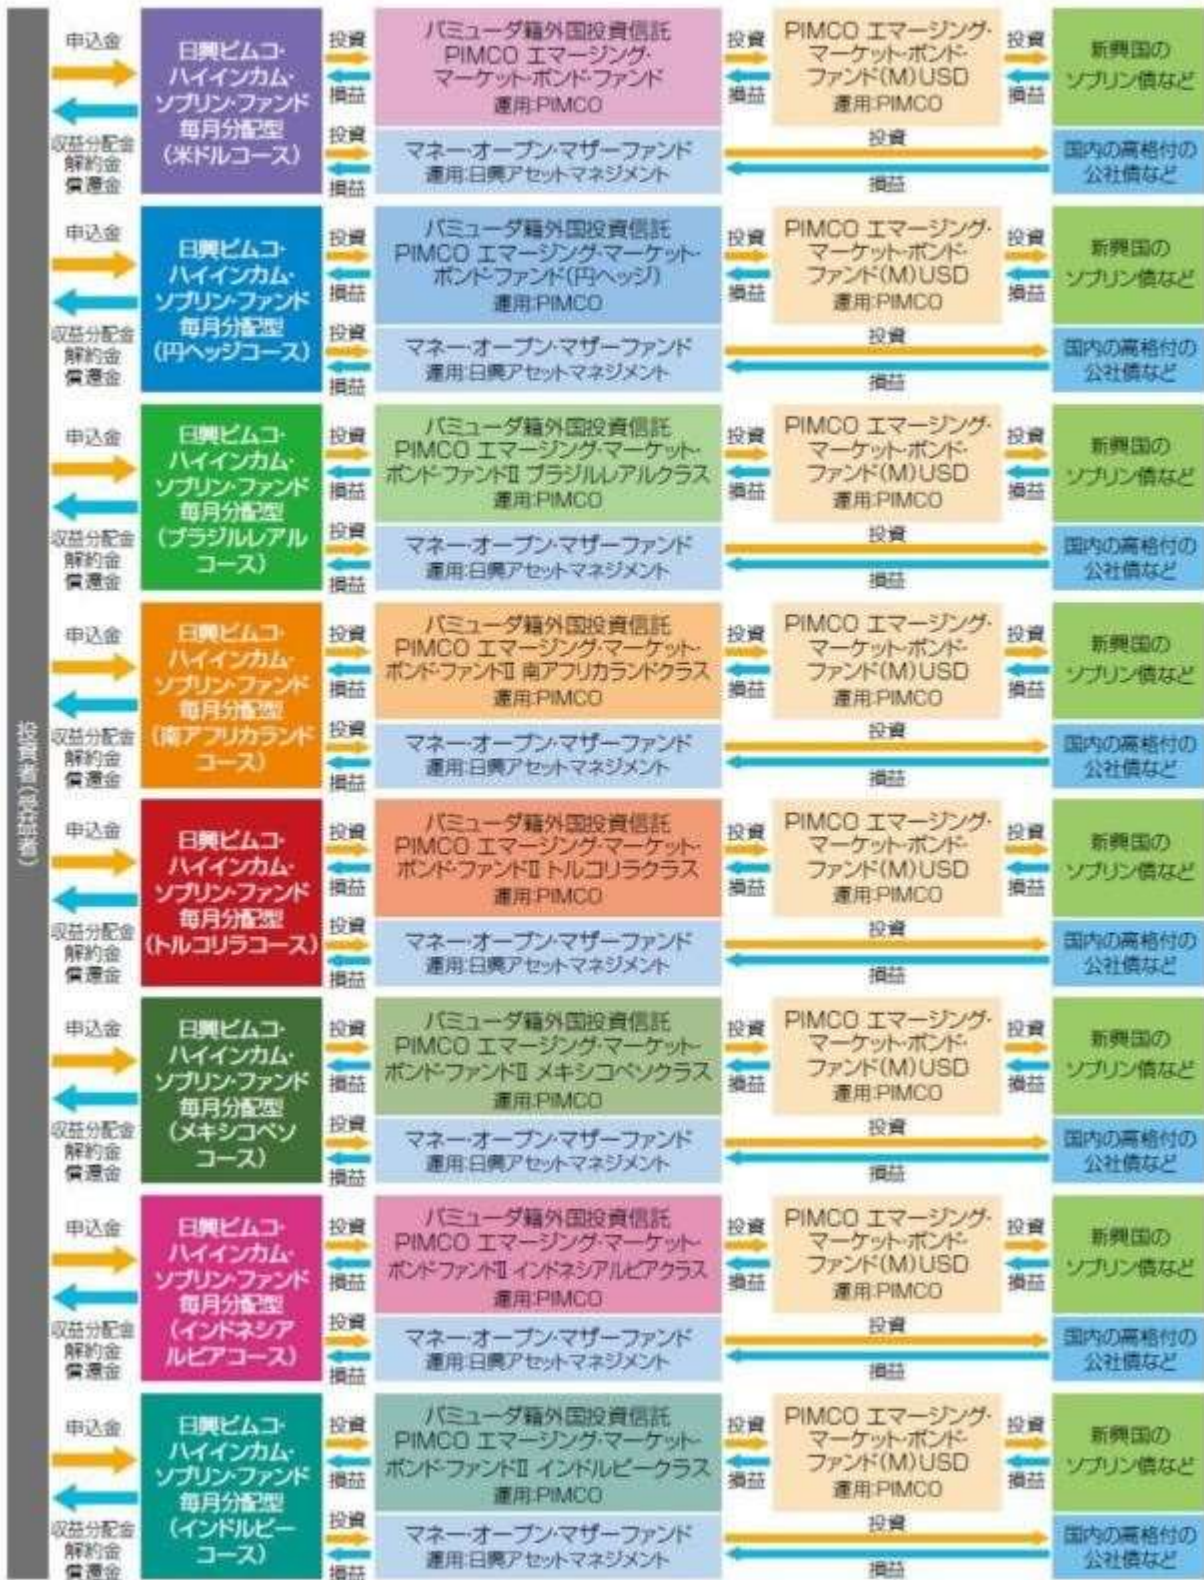 投資者(受益者)
申込金
収益分配金
解約金
償還金
日興ピムコ・
ハイインカム・
ソブリン・ファンド
毎月分配型
(米ドルコース)
投資
損益
投資
損益
バミューダ籍外国投資信託
PIMCO エマージング・
マーケット・ボンド・ファンド
運用:PIMCO
マネー・オープン・マザーファンド
運用:日興アセットマネジメント
投資
損益
PIMCO エマージング・
マーケット・ボンド・
ファンド(M)USD
運用:PIMCO
投資
損益
投資
損益
新興国の
ソブリン債など
国内の高格付の
公社債など
申込金
収益分配金
解約金
償還金
日興ピムコ・
ハイインカム・
ソブリン・ファンド
毎月分配型
(円ヘッジコース)
投資
損益
投資
損益
バミューダ籍外国投資信託
PIMCO エマージング・マーケット・
ボンド・ファンド(円ヘッジ)
運用:PIMCO
マネー・オープン・マザーファンド
運用:日興アセットマネジメント
投資
損益
PIMCO エマージング・
マーケット・ボンド・
ファンド(M)USD
運用:PIMCO
投資
損益
投資
損益
新興国の
ソブリン債など
国内の高格付の
公社債など
申込金
収益分配金
解約金
償還金
日興ピムコ・
ハイインカム・
ソブリン・ファンド
毎月分配型
(ブラジルレアル
コース)
投資
損益
投資
損益
バミューダ籍外国投資信託
PIMCO エマージング・マーケット・
ボンド・ファンドⅡ ブラジルレアルクラス
運用:PIMCO
マネー・オープン・マザーファンド
運用:日興アセットマネジメント
投資
損益
PIMCO エマージング・
マーケット・ボンド・
ファンド(M)USD
運用:PIMCO
投資
損益
投資
損益
新興国の
ソブリン債など
国内の高格付の
公社債など
申込金
収益分配金
解約金
償還金
日興ピムコ・
ハイインカム・
ソブリン・ファンド
毎月分配型
(南アフリカランド
コース)
投資
損益
投資
損益
バミューダ籍外国投資信託
PIMCO エマージング・マーケット・
ボンド・ファンドⅡ 南アフリカランドクラス
運用:PIMCO
マネー・オープン・マザーファンド
運用:日興アセットマネジメント
投資
損益
PIMCO エマージング・
マーケット・ボンド・
ファンド(M)USD
運用:PIMCO
投資
損益
投資
損益
新興国の
ソブリン債など
国内の高格付の
公社債など
申込金
収益分配金
解約金
償還金
日興ピムコ・
ハイインカム・
ソブリン・ファンド
毎月分配型
(トルコリラコース)
投資
損益
投資
損益
バミューダ籍外国投資信託
PIMCO エマージング・マーケット・
ボンド・ファンドⅡ トルコリラクラス
運用:PIMCO
マネー・オープン・マザーファンド
運用:日興アセットマネジメント
投資
損益
PIMCO エマージング・
マーケット・ボンド・
ファンド(M)USD
運用:PIMCO
投資
損益
投資
損益
新興国の
ソブリン債など
国内の高格付の
公社債など
申込金
収益分配金
解約金
償還金
日興ピムコ・
ハイインカム・
ソブリン・ファンド
毎月分配型
(メキシコペソ
コース)
投資
損益
投資
損益
バミューダ籍外国投資信託
PIMCO エマージング・マーケット・
ボンド・ファンドⅡ メキシコペソクラス
運用:PIMCO
マネー・オープン・マザーファンド
運用:日興アセットマネジメント
投資
損益
PIMCO エマージング・
マーケット・ボンド・
ファンド(M)USD
運用:PIMCO
投資
損益
投資
損益
新興国の
ソブリン債など
国内の高格付の
公社債など
申込金
収益分配金
解約金
償還金
日興ピムコ・
ハイインカム・
ソブリン・ファンド
毎月分配型
(インドネシア
ルピアコース)
投資
損益
投資
損益
バミューダ籍外国投資信託
PIMCO エマージング・マーケット・
ボンド・ファンドⅡ インドネシアルピアクラス
運用:PIMCO
マネー・オープン・マザーファンド
運用:日興アセットマネジメント
投資
損益
PIMCO エマージング・
マーケット・ボンド・
ファンド(M)USD
運用:PIMCO
投資
損益
投資
損益
新興国の
ソブリン債など
国内の高格付の
公社債など
申込金
収益分配金
解約金
償還金
日興ピムコ・
ハイインカム・
ソブリン・ファンド
毎月分配型
(インドルピー
コース)
投資
損益
投資
損益
バミューダ籍外国投資信託
PIMCO エマージング・マーケット・
ボンド・ファンドⅡ インドルピークラス
運用:PIMCO
マネー・オープン・マザーファンド
運用:日興アセットマネジメント
投資
損益
PIMCO エマージング・
マーケット・ボンド・
ファンド(M)USD
運用:PIMCO
投資
損益
投資
損益
新興国の
ソブリン債など
国内の高格付の
公社債など